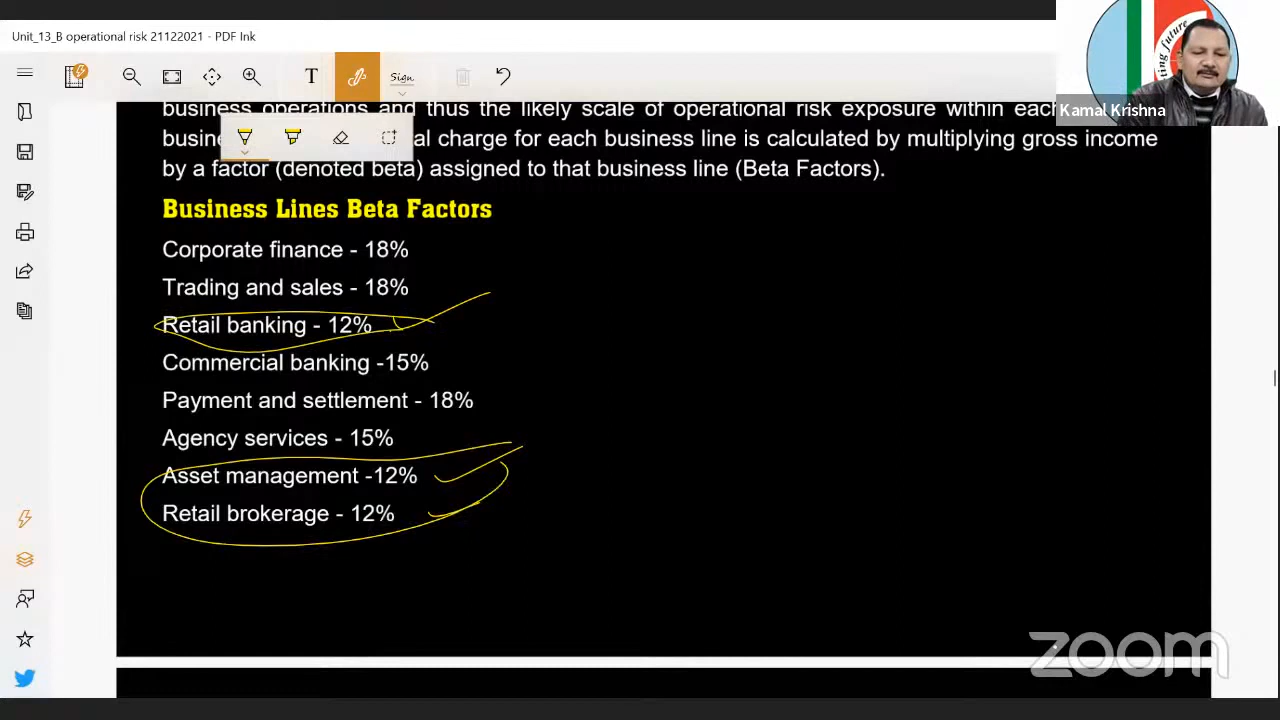 Unit_13_B operational risk 21122021 - PDF Ink
T
Sign
Kamal Krishna
business operations and thus the likely scale of operational risk exposure within each
busine al charge for each business line is calculated by multiplying gross income
by a factor (denoted beta) assigned to that business line (Beta Factors).
Business Lines Beta Factors
Corporate finance - 18%
Trading and sales - 18%
Retail banking - 12%
Commercial banking -15%
Payment and settlement - 18%
Agency services - 15%
Asset management -12%
Retail brokerage - 12%
zoom